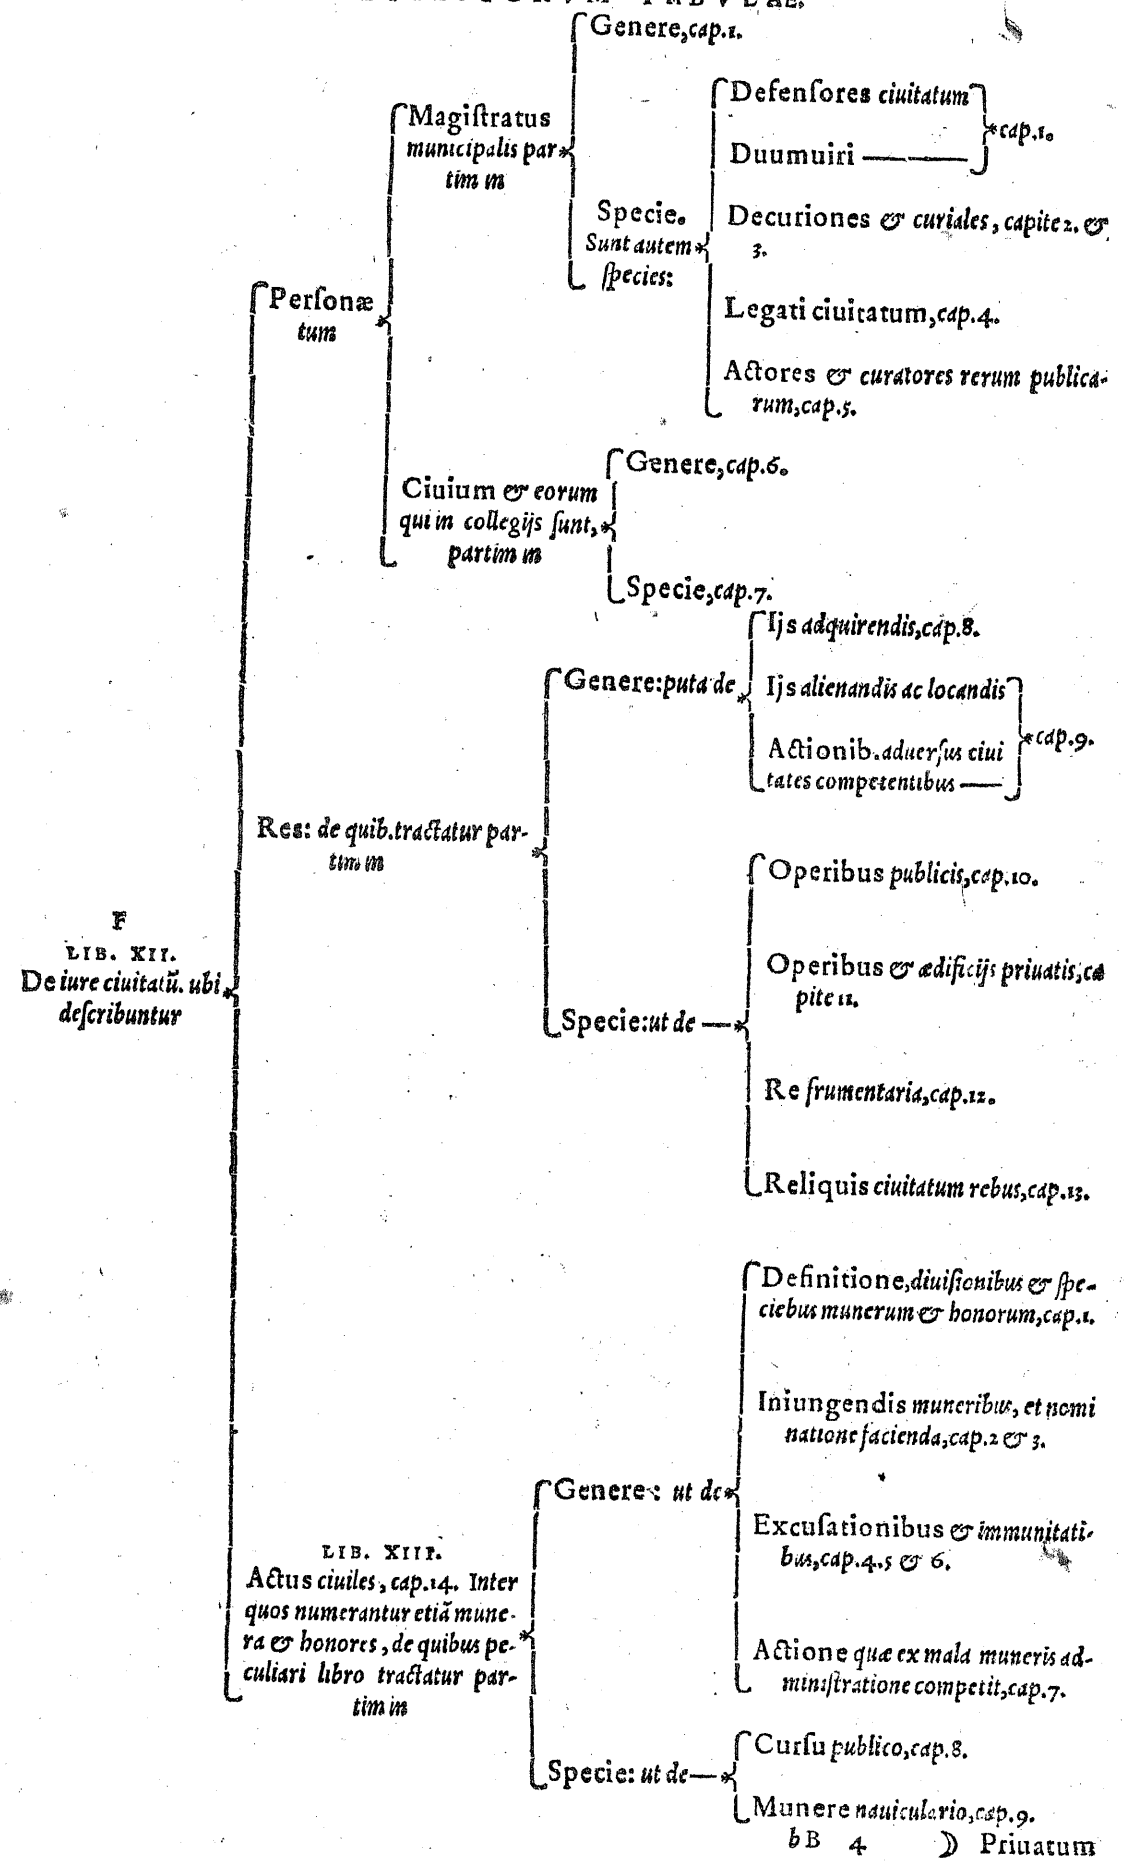 Genere,cap.1.
Magiſtratus
municipalis par
tim in
Defenſores ciuitatum
Duumuiri
cap.1.
Specie.
Sunt autem
ſpecies:
Decuriones & curiales, capite 2. &
3.
Legati ciuitatum,cap.4.
Actores & curatores rerum publica-
rum,cap.5.
Perſonæ
tum
Ciuium & eorum
qui in collegijs ſunt,
partim in
Genere,cap.6.
Specie,cap.7.
Ijs adquirendis,cap.8.
Genere:puta de
Ijs alienandis ac locandis
Actionib.aduerſus ciui
tates competentibus
cap.9.
Res: de quib.tractatur par-
tim in
Operibus publicis,cap.10.
Operibus & ædificijs priuatis,ca
pite 11.
Specie:ut de
Re frumentaria,cap.12.
Reliquis ciuitatum rebus,cap.13.
F
LIB. XII.
De iure ciuitatũ. ubi
deſcribuntur
Definitione,diuiſionibus & ſpe-
ciebus munerum & honorum,cap.1.
Iniungendis muneribus, et nomi
natione facienda,cap.2 & 3.
Genere: ut de
Excuſationibus & immunitati-
bus,cap.4.5 & 6.
Actione quæ ex mala muneris ad-
miniſtratione competit,cap.7.
LIB. XIII.
Actus ciuiles, cap.14. Inter
quos numerantur etiã mune-
ra & honores, de quibus pe-
culiari libro tractatur par-
tim in
Curſu publico,cap.8.
Specie: ut de
Munere nauiculario,cap.9.
bB 4 ) Priuatum